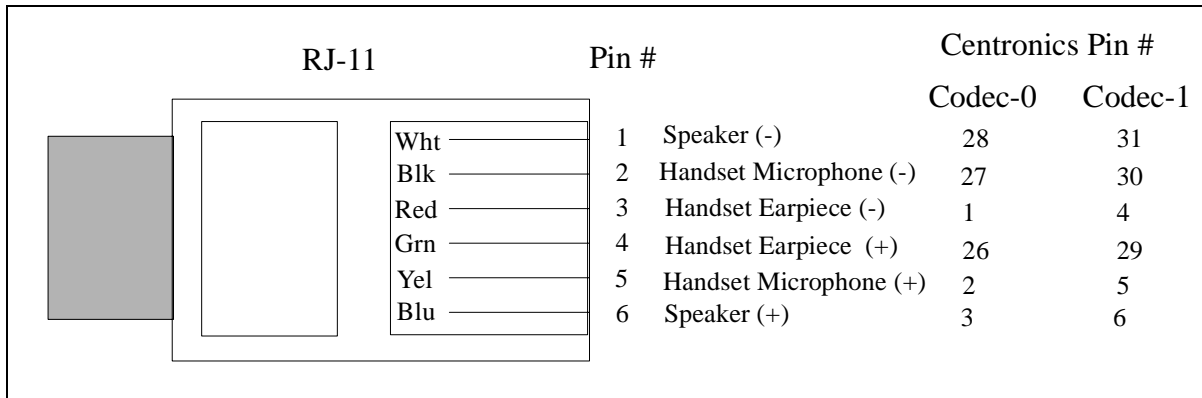 RJ-11 Pin # Centronics Pin #
Codec-0 Codec-1
Wht 1 Speaker (-) 28 31
Blk 2 Handset Microphone (-) 27 30
Red 3 Handset Earpiece (-) 1 4
Grn 4 Handset Earpiece (+) 26 29
Yel 5 Handset Microphone (+) 2 5
Blu 6 Speaker (+) 3 6